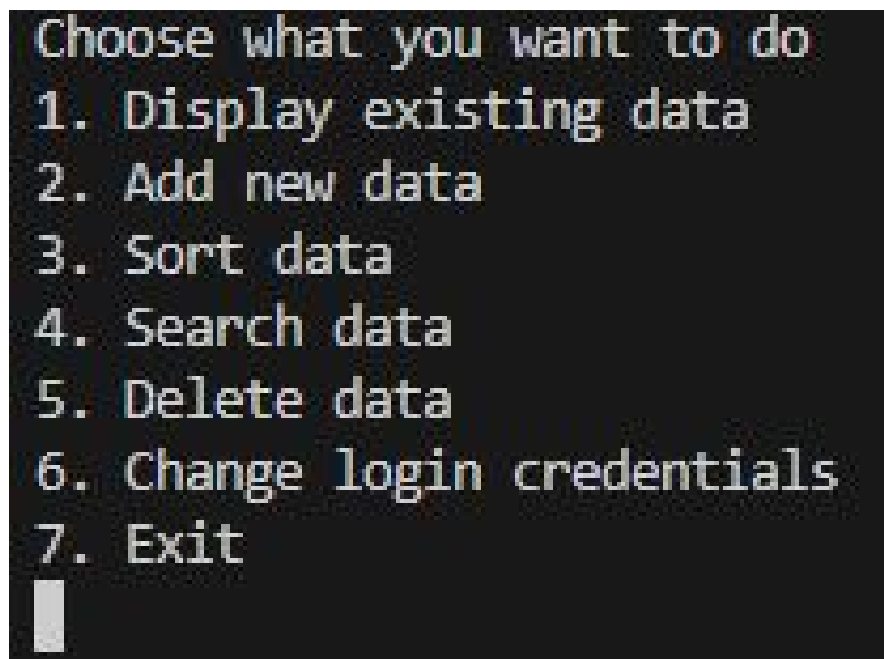 Choose what you want to do
1. Display existing data
2. Add new data
3. Sort data
4. Search data
5. Delete data
6. Change login credentials
7. Exit